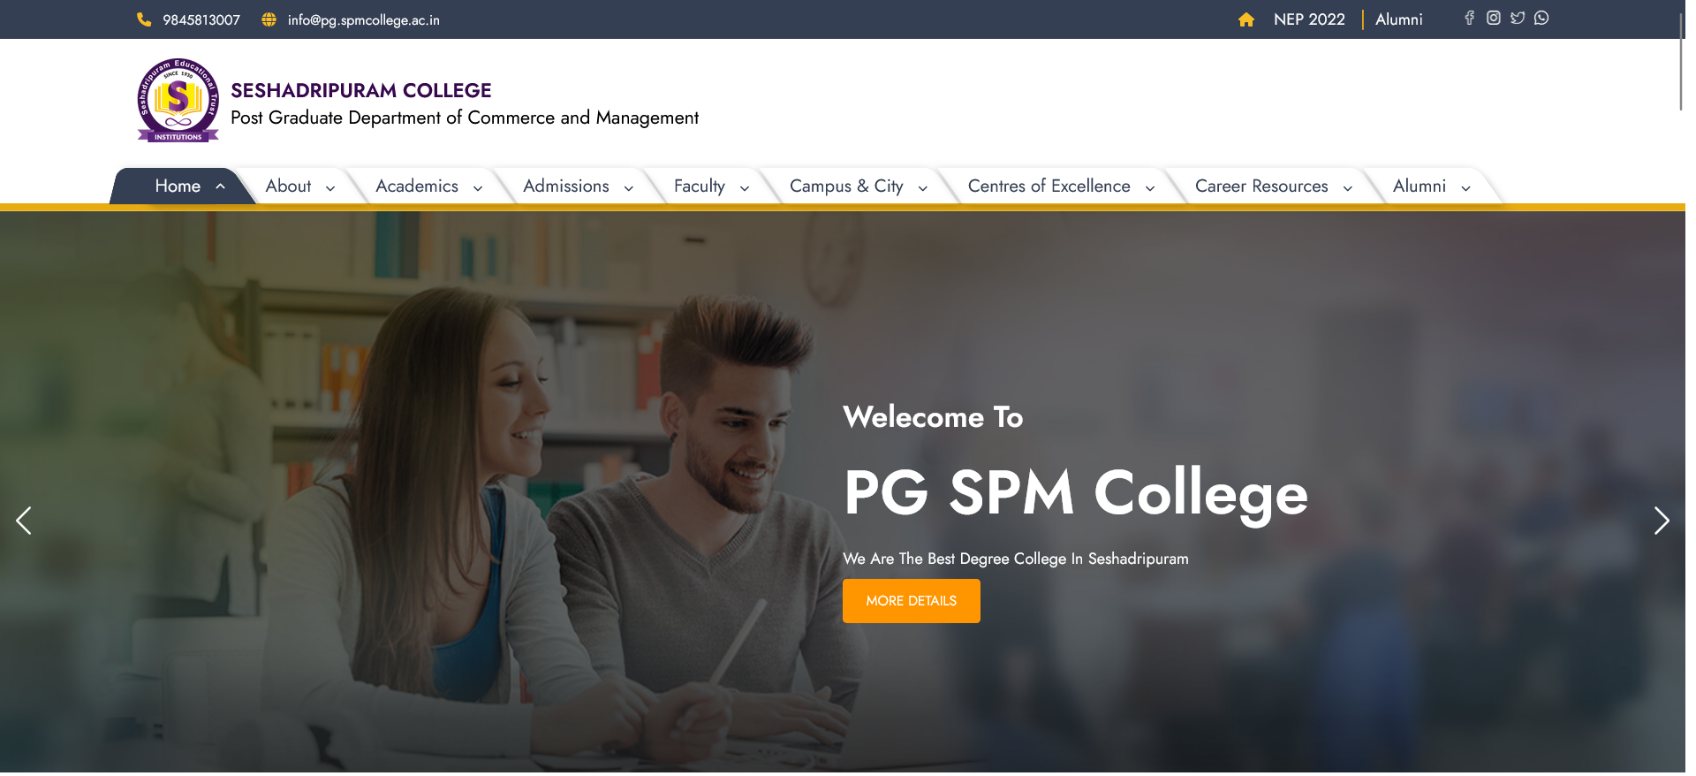 9845813007 info@pg.spmcollege.ac.in NEP 2022 Alumni
Seshadripuram Educational Trust
SINCE 1930
S
INSTITUTIONS
SESHADRIPURAM COLLEGE
Post Graduate Department of Commerce and Management
Home About Academics Admissions Faculty Campus & City Centres of Excellence Career Resources Alumni
Welecome To
PG SPM College
We Are The Best Degree College In Seshadripuram
MORE DETAILS